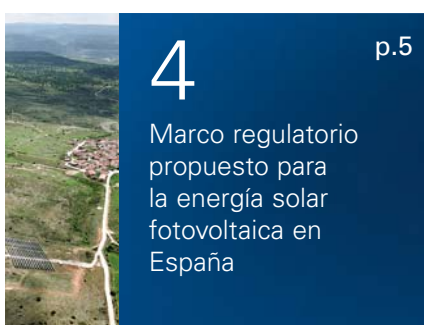 4
p.5
Marco regulatorio
propuesto para
la energía solar
fotovoltaica en
España